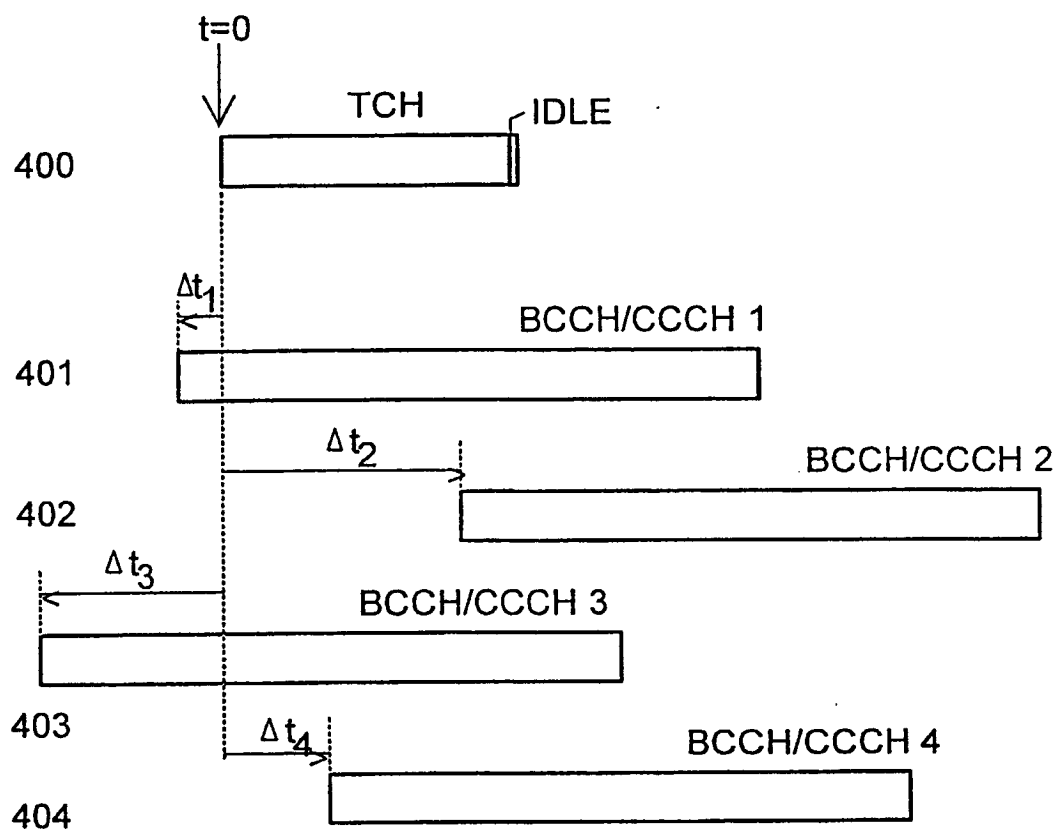 t=0
TCH
IDLE
400
Δt1
BCCH/CCCH 1
401
Δt2
BCCH/CCCH 2
402
Δt3
BCCH/CCCH 3
403
Δt4
BCCH/CCCH 4
404